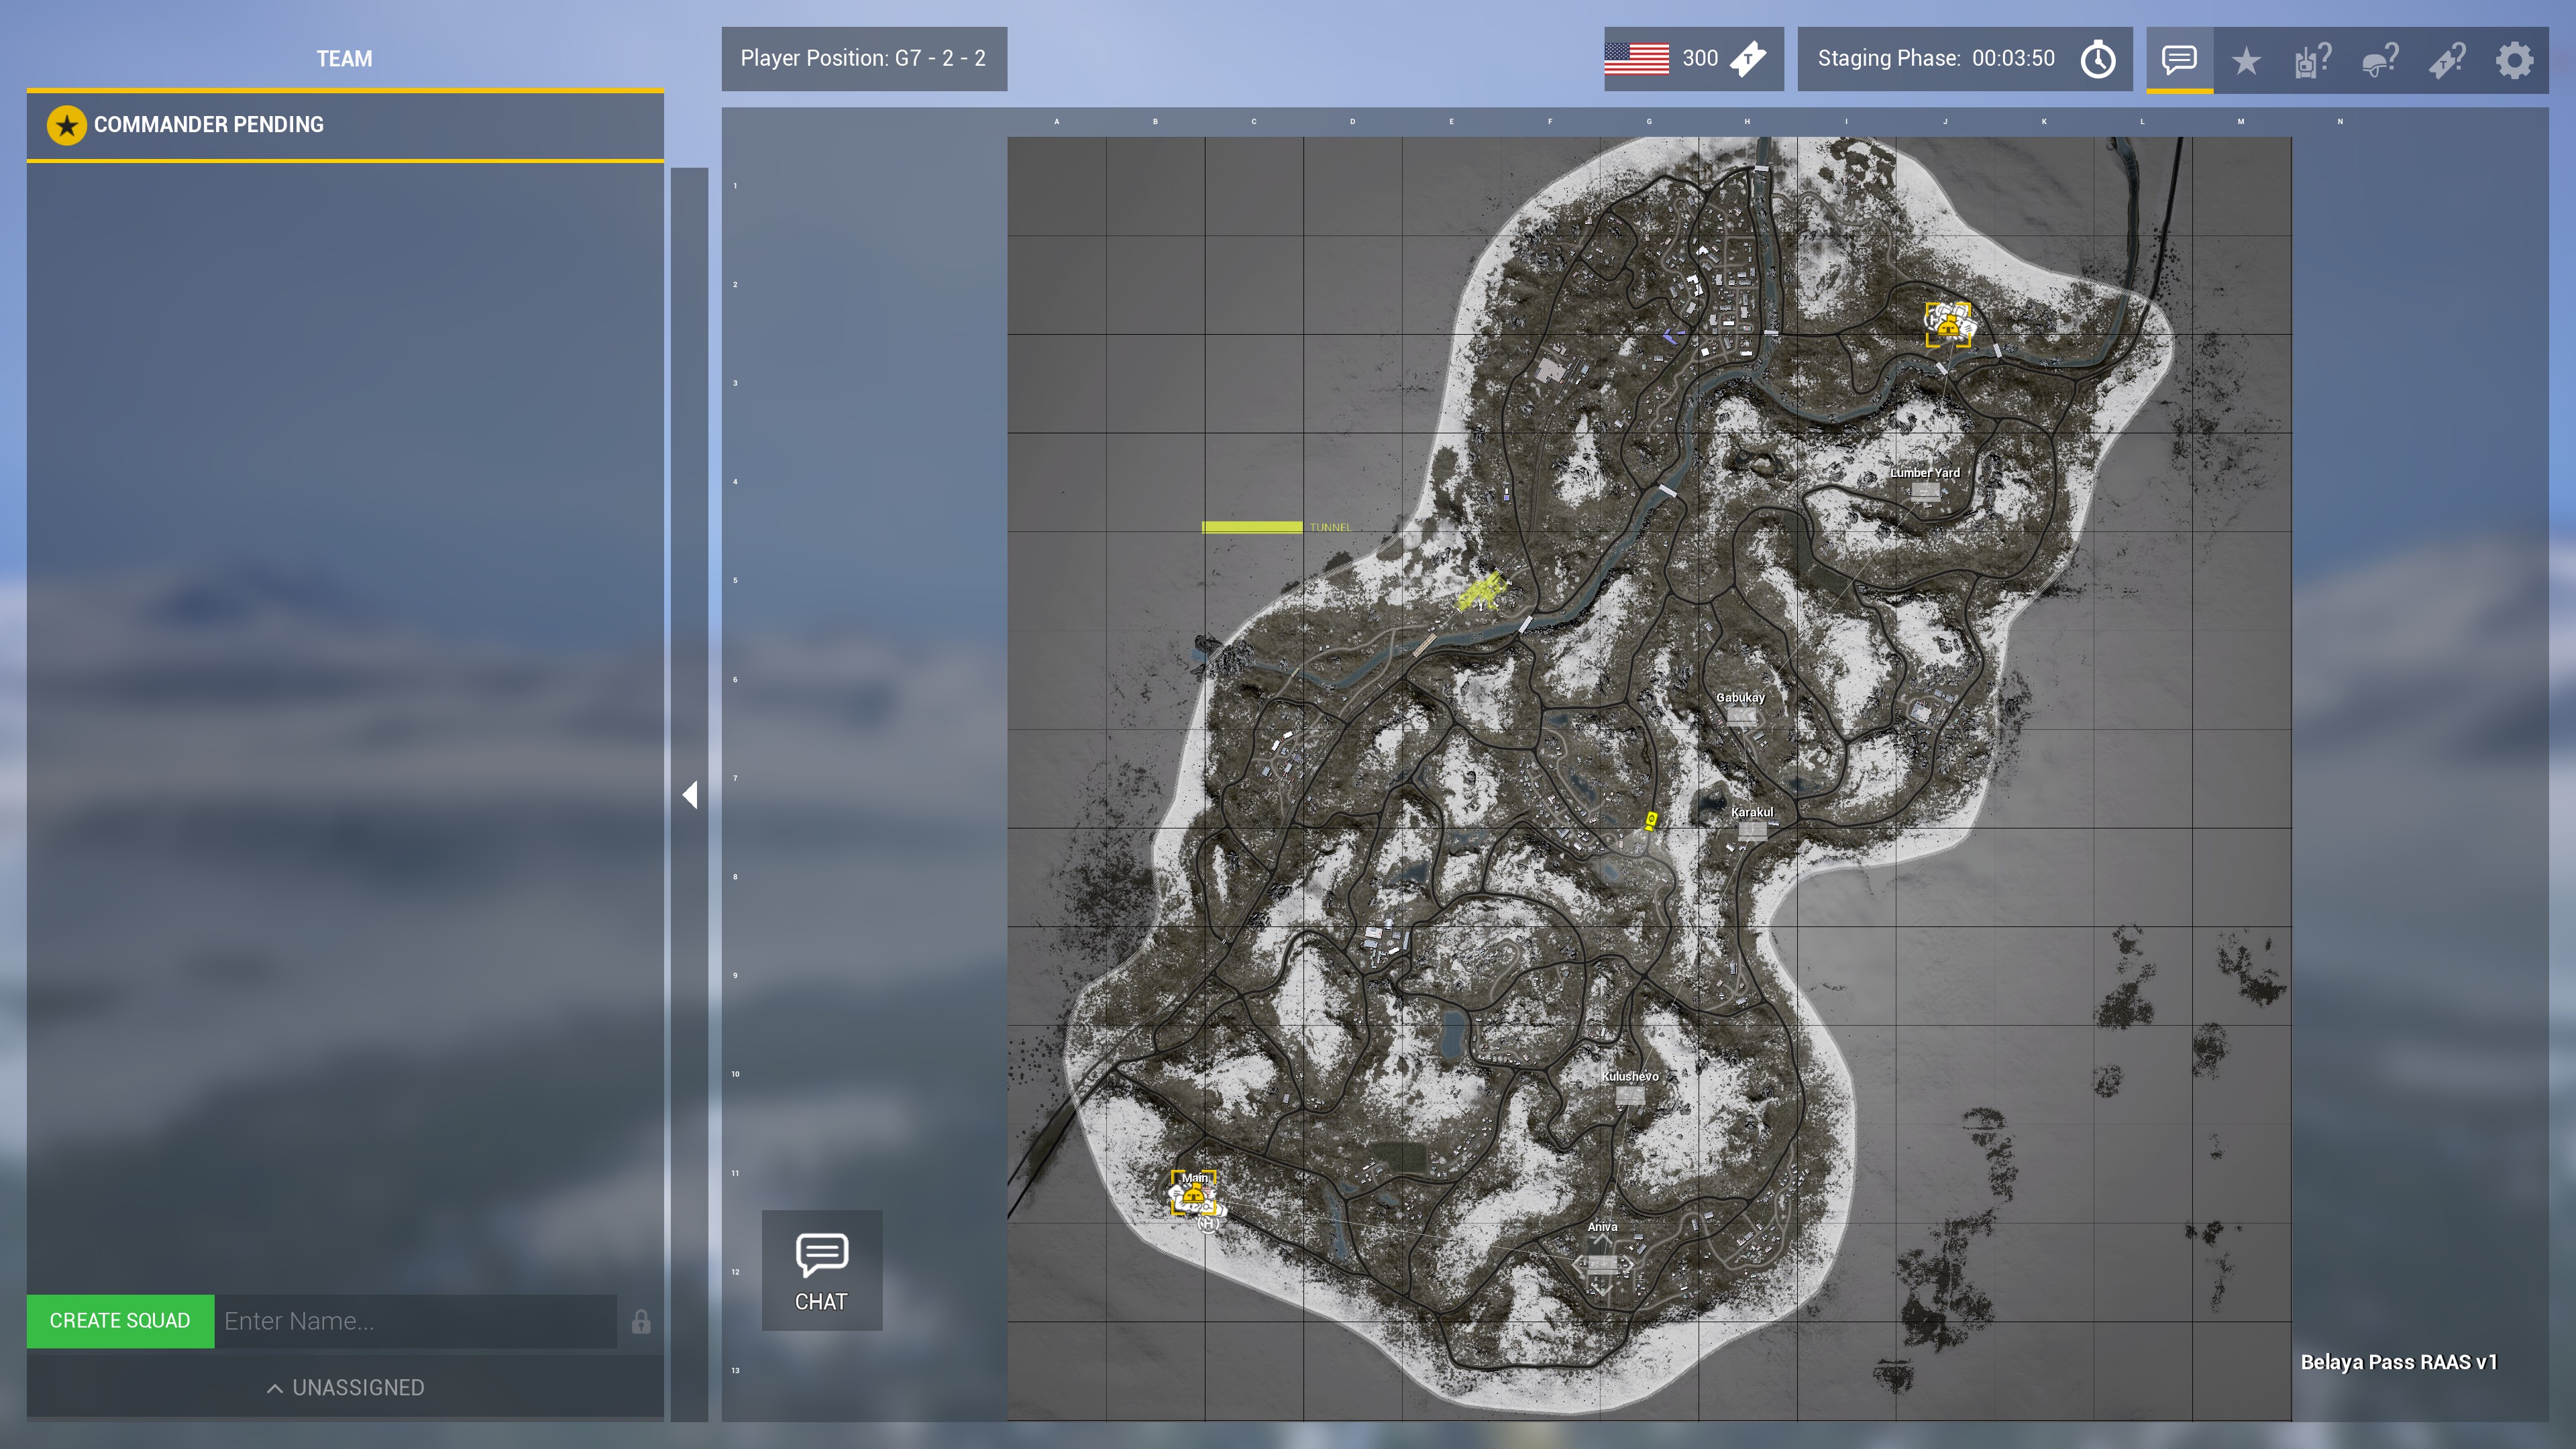 TEAM
Player Position: G7 - 2 - 2
300
T
Staging Phase: 00:03:50
?
?
T?
COMMANDER PENDING
A B C D E F G H I J K L M N
1
2
3
4
Lumber Yard
TUNNEL
5
6
Gabukay
7
Karakul
8
9
10
Kulushevo
11
Main
H
Aniva
12
CHAT
CREATE SQUAD
Enter Name...
13
Belaya Pass RAAS v1
UNASSIGNED